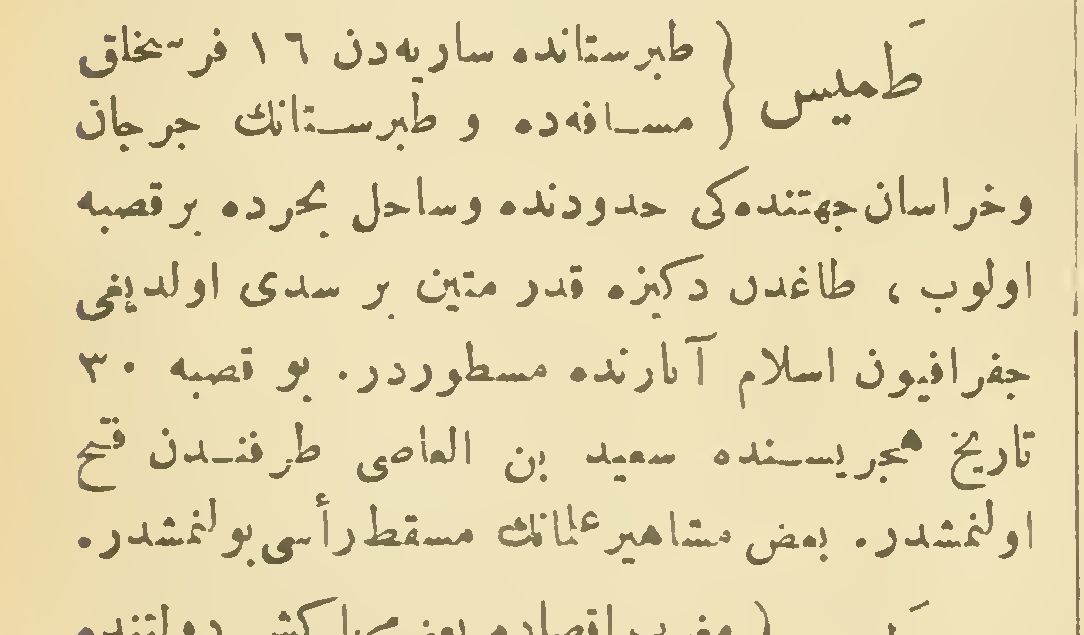 طَمیس { طبرستانده ساریه‌دن ١٦ فرسخلق
مسافه‌ده و طبرستانك جرجان
وخراسان جهتنده‌کی حدودنده وساحل بحرده برقصبه
اولوب ، طاغدن دکیزه قدر متین بر سدی اولدیغی
جغرافیون اسلام آثارنده مسطوردر. بو قصبه ٣٠
تاریخ هجریسنده سعید بن العاصی طرفندن فتح
اولنمشدر. بعض مشاهیر علمانك مسقط رأسی بولنمشدر.